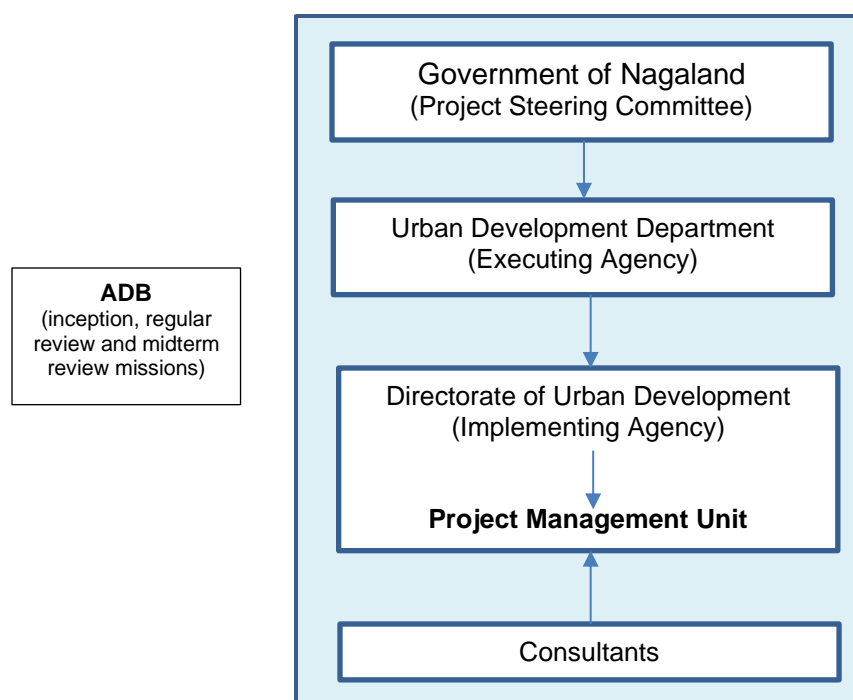 Government of Nagaland
(Project Steering Committee)
Urban Development Department
(Executing Agency)
ADB
(inception, regular
review and midterm
review missions)
Directorate of Urban Development
(Implementing Agency)
Project Management Unit
Consultants